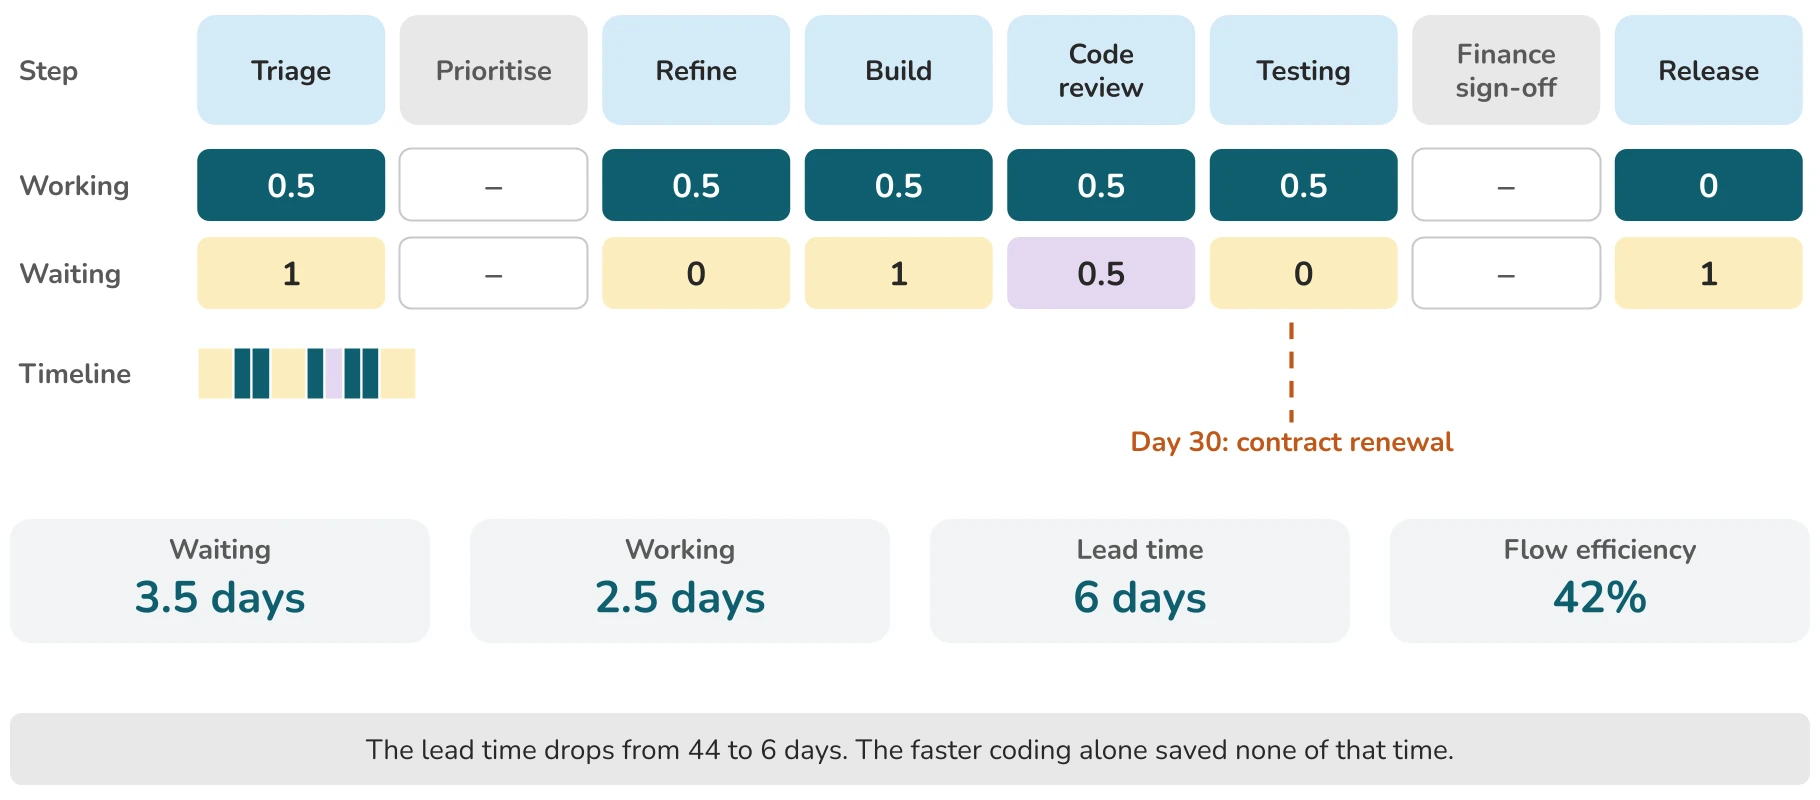 Step
Triage
Prioritise
Refine
Build
Code
review
Testing
Finance
sign-off
Release
Working
0.5
–
0.5
0.5
0.5
0.5
–
0
Waiting
1
–
0
1
0.5
0
–
1
Timeline
Day 30: contract renewal
Waiting
3.5 days
Working
2.5 days
Lead time
6 days
Flow efficiency
42%
The lead time drops from 44 to 6 days. The faster coding alone saved none of that time.